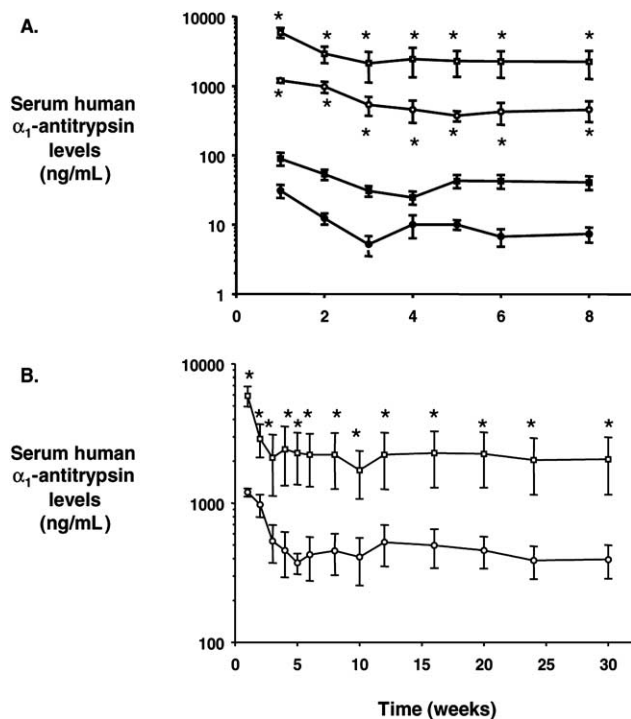 A.
Serum human
α1-antitrypsin
levels
(ng/mL)
10000
1000
100
10
1
0 2 4 6 8
* * * * * * *
* * * * * * *
B.
Serum human
α1-antitrypsin
levels
(ng/mL)
10000
1000
100
0 5 10 15 20 25 30
* * * * * * * * * * * * *
Time (weeks)